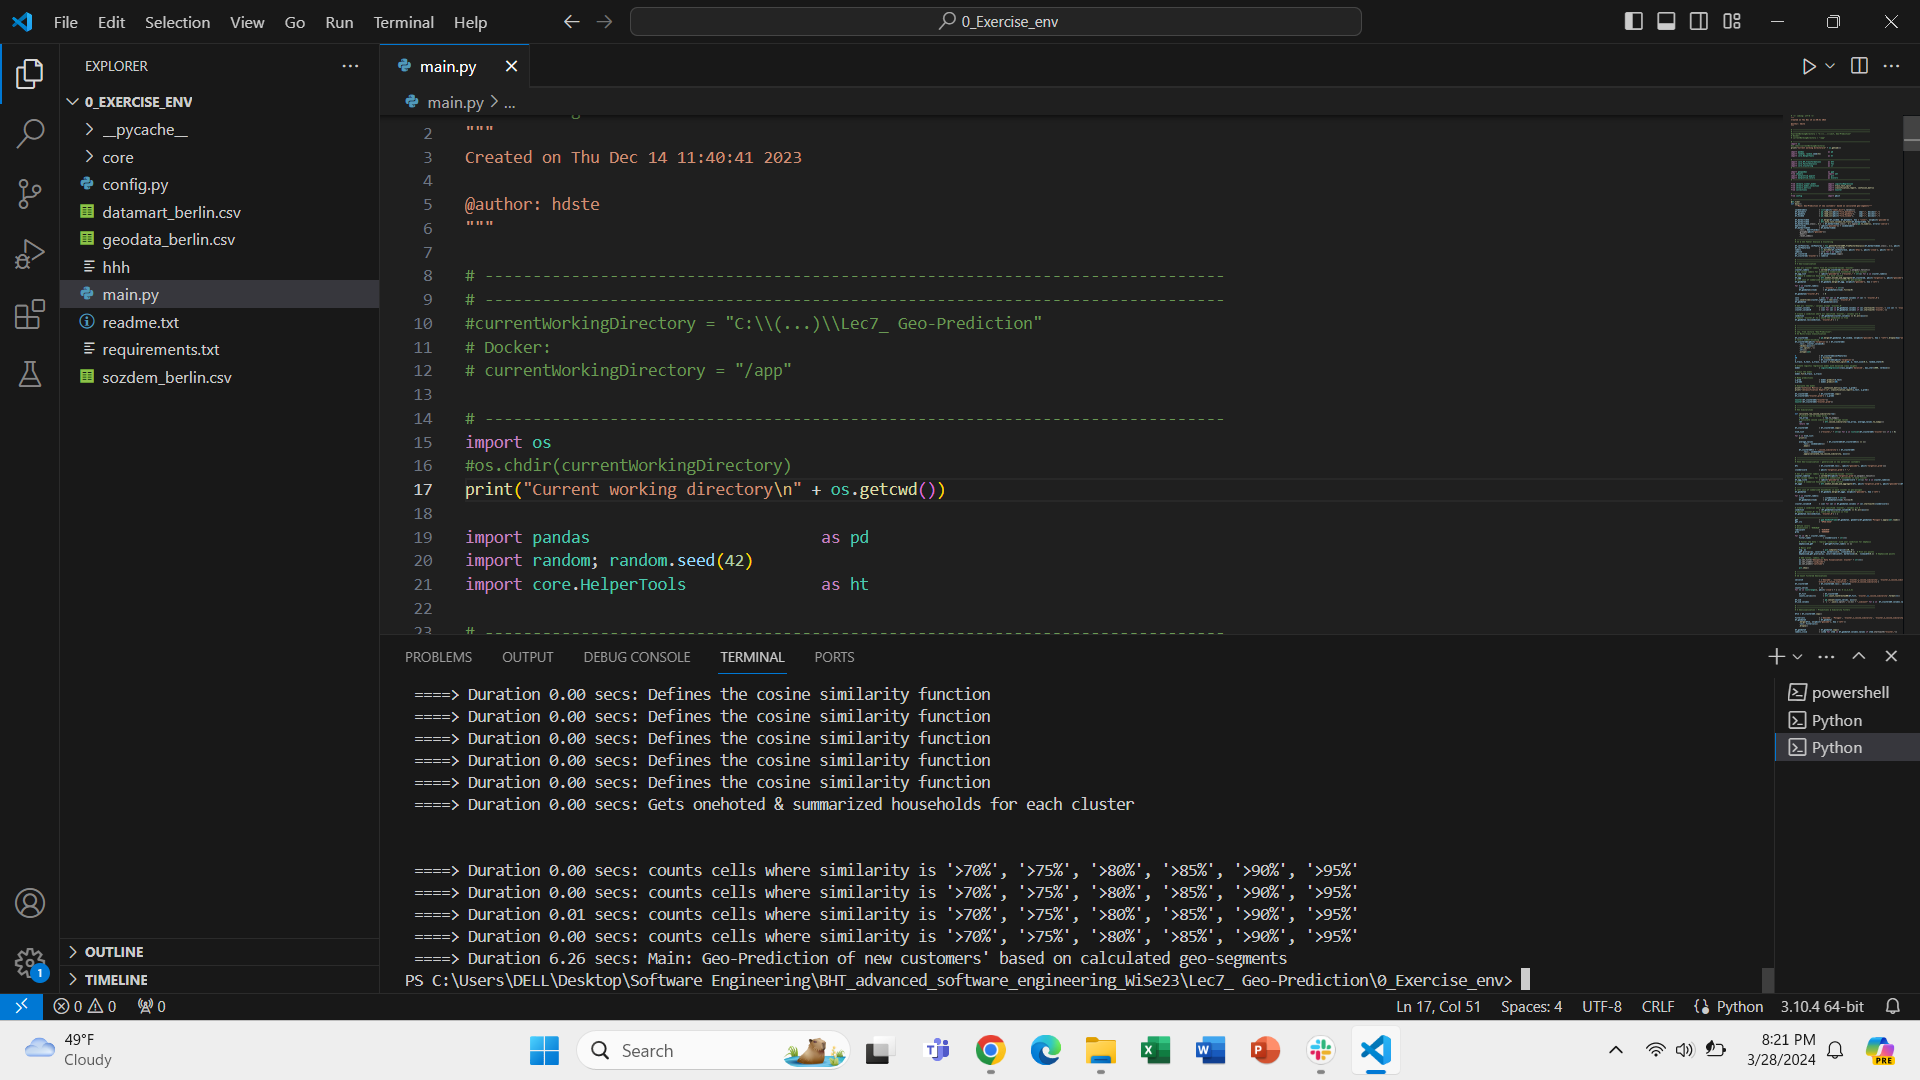 File Edit Selection View Go Run Terminal Help
0_Exercise_env
EXPLORER
0_EXERCISE_ENV
__pycache__
core
config.py
datamart_berlin.csv
geodata_berlin.csv
hhh
main.py
readme.txt
requirements.txt
sozdem_berlin.csv
OUTLINE
TIMELINE
main.py
main.py > ...
2 """
3 Created on Thu Dec 14 11:40:41 2023
4
5 @author: hdste
6 """
7
8 # -----------------------------------------------------------------------------
9 # -----------------------------------------------------------------------------
10 #currentWorkingDirectory = "C:\\(...)\\Lec7_ Geo-Prediction"
11 # Docker:
12 # currentWorkingDirectory = "/app"
13
14 # -----------------------------------------------------------------------------
15 import os
16 #os.chdir(currentWorkingDirectory)
17 print("Current working directory\n" + os.getcwd())
18
19 import pandas as pd
20 import random; random.seed(42)
21 import core.HelperTools as ht
22
23 # -----------------------------------------------------------------------------
PROBLEMS OUTPUT DEBUG CONSOLE TERMINAL PORTS
====> Duration 0.00 secs: Defines the cosine similarity function
====> Duration 0.00 secs: Defines the cosine similarity function
====> Duration 0.00 secs: Defines the cosine similarity function
====> Duration 0.00 secs: Defines the cosine similarity function
====> Duration 0.00 secs: Defines the cosine similarity function
====> Duration 0.00 secs: Gets onehoted & summarized households for each cluster
====> Duration 0.00 secs: counts cells where similarity is '>70%', '>75%', '>80%', '>85%', '>90%', '>95%'
====> Duration 0.00 secs: counts cells where similarity is '>70%', '>75%', '>80%', '>85%', '>90%', '>95%'
====> Duration 0.01 secs: counts cells where similarity is '>70%', '>75%', '>80%', '>85%', '>90%', '>95%'
====> Duration 0.00 secs: counts cells where similarity is '>70%', '>75%', '>80%', '>85%', '>90%', '>95%'
====> Duration 6.26 secs: Main: Geo-Prediction of new customers' based on calculated geo-segments
PS C:\Users\DELL\Desktop\Software Engineering\BHT_advanced_software_engineering_WiSe23\Lec7_ Geo-Prediction\0_Exercise_env>
powershell
Python
Python
1
0 0 0
Ln 17, Col 51 Spaces: 4 UTF-8 CRLF Python 3.10.4 64-bit
49°F
Cloudy
Search
8:21 PM
3/28/2024
PRE